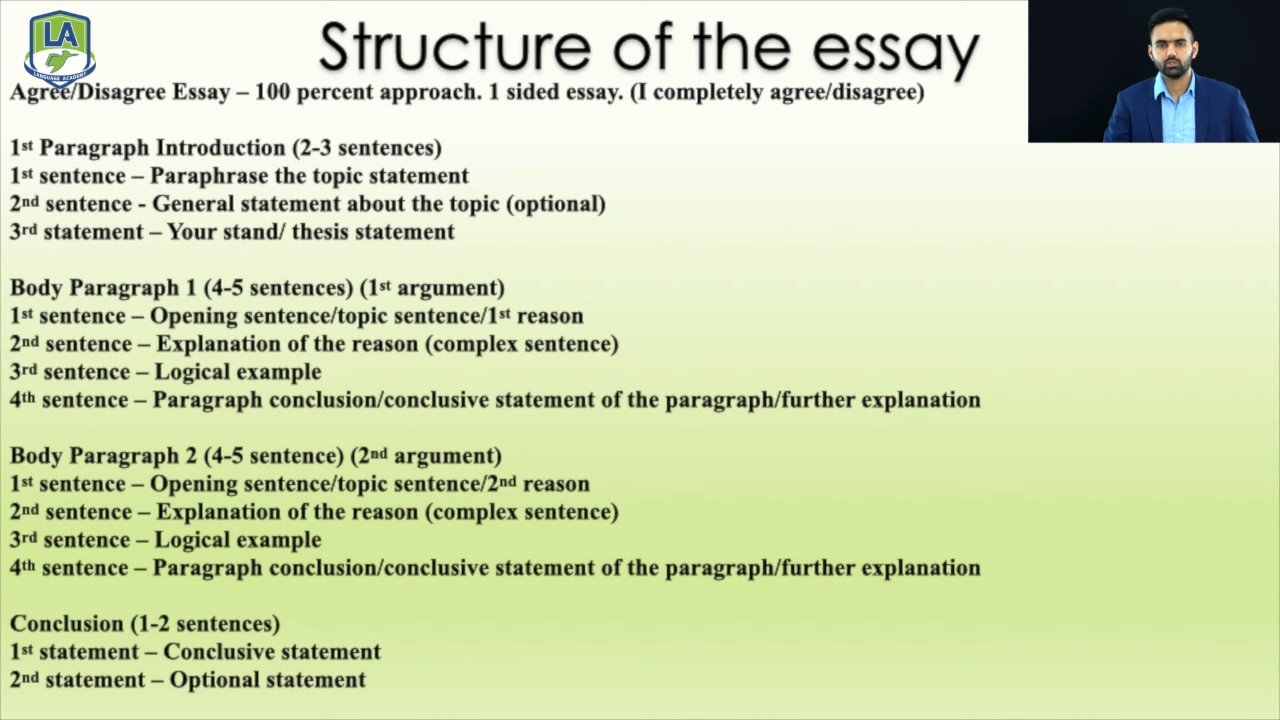 LA
LANGUAGE ACADEMY
Structure of the essay
Agree/Disagree Essay – 100 percent approach. 1 sided essay. (I completely agree/disagree)
1st Paragraph Introduction (2-3 sentences)
1st sentence – Paraphrase the topic statement
2nd sentence - General statement about the topic (optional)
3rd statement – Your stand/ thesis statement
Body Paragraph 1 (4-5 sentences) (1st argument)
1st sentence – Opening sentence/topic sentence/1st reason
2nd sentence – Explanation of the reason (complex sentence)
3rd sentence – Logical example
4th sentence – Paragraph conclusion/conclusive statement of the paragraph/further explanation
Body Paragraph 2 (4-5 sentence) (2nd argument)
1st sentence – Opening sentence/topic sentence/2nd reason
2nd sentence – Explanation of the reason (complex sentence)
3rd sentence – Logical example
4th sentence – Paragraph conclusion/conclusive statement of the paragraph/further explanation
Conclusion (1-2 sentences)
1st statement – Conclusive statement
2nd statement – Optional statement